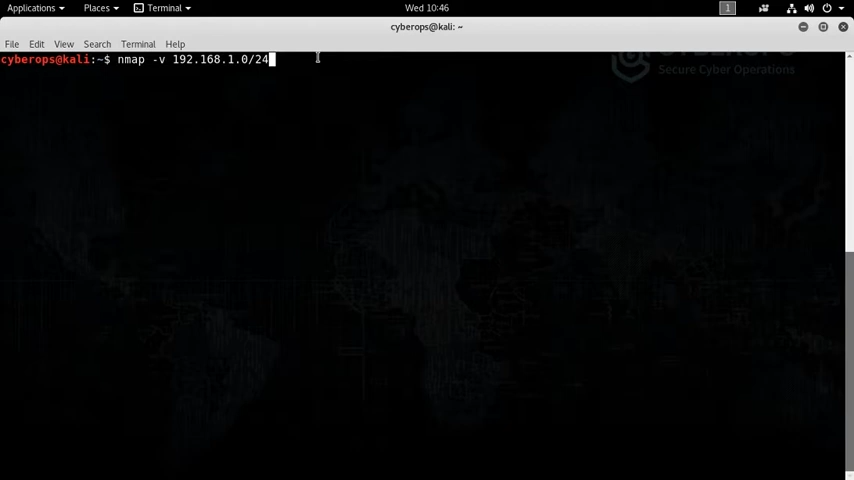 Applications Places Terminal Wed 10:46 1
cyberops@kali: ~
File Edit View Search Terminal Help
cyberops@kali:~$ nmap -v 192.168.1.0/24
Secure Cyber Operations